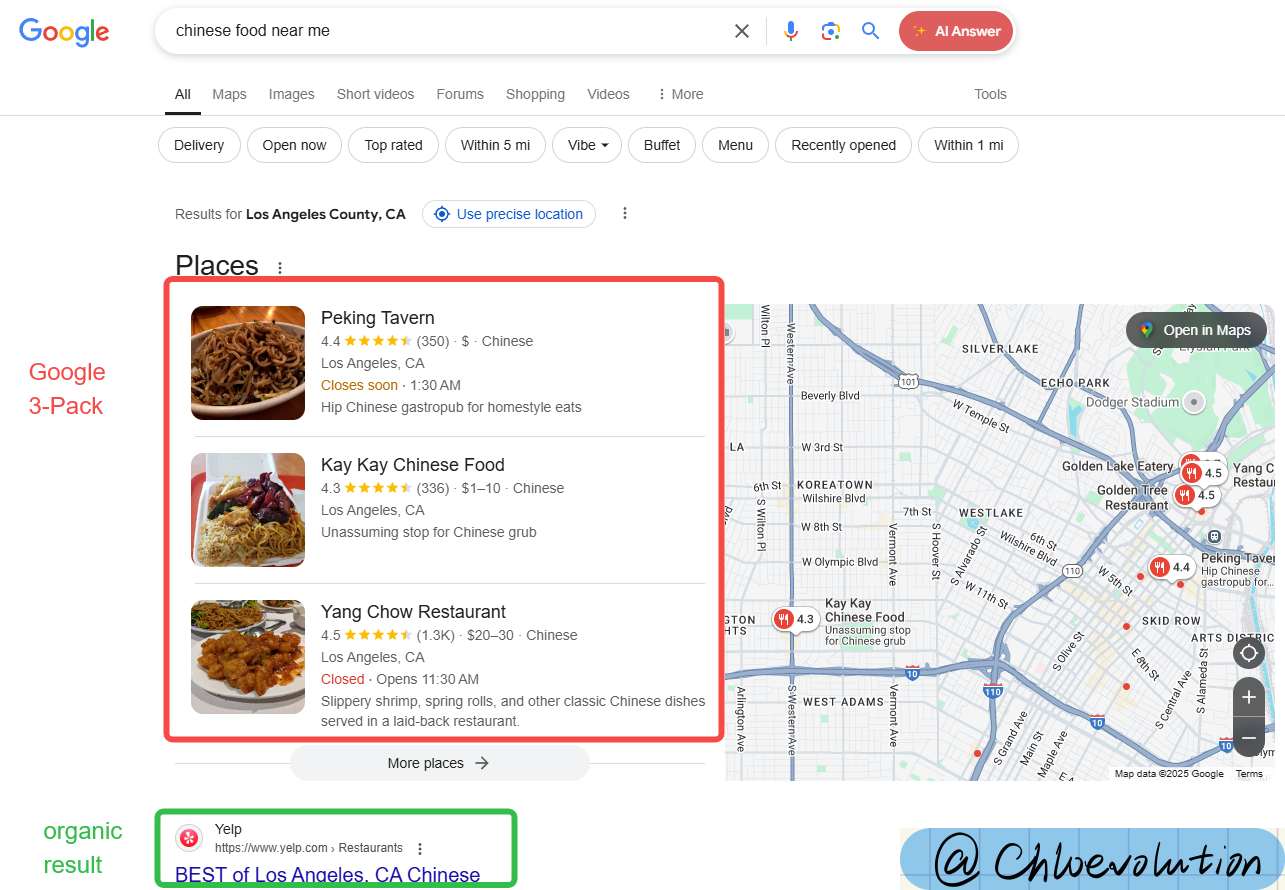 Google
chinese food near me
AI Answer
All Maps Images Short videos Forums Shopping Videos More Tools
Delivery Open now Top rated Within 5 mi Vibe Buffet Menu Recently opened Within 1 mi
Results for Los Angeles County, CA Use precise location
Places
Google
3-Pack
Peking Tavern
4.4 (350) · $ · Chinese
Los Angeles, CA
Closes soon · 1:30 AM
Hip Chinese gastropub for homestyle eats
Kay Kay Chinese Food
4.3 (336) · $1–10 · Chinese
Los Angeles, CA
Unassuming stop for Chinese grub
Yang Chow Restaurant
4.5 (1.3K) · $20–30 · Chinese
Los Angeles, CA
Closed · Opens 11:30 AM
Slippery shrimp, spring rolls, and other classic Chinese dishes
served in a laid-back restaurant.
More places
Open in Maps
Wilton Pl
Western Ave
SILVER LAKE
Elysian Park
101
ECHO PARK
Beverly Blvd
Dodger Stadium
W Temple St
LA
W 3rd St
Golden Lake Eatery
4.5
Yang C
Restaur
6th St
KOREATOWN
Wilshire Blvd
Golden Tree
Restaurant
4.5
S Wilton Pl
7th St
WESTLAKE
W 8th St
Vermont Ave
S Hoover St
S Alvarado St
6th St
Wilshire Blvd
W Olympic Blvd
110
W 5th St
4.4
Peking Taver
Hip Chinese
gastropub for...
W 11th St
4.3
Kay Kay
Chinese Food
Unassuming stop
for Chinese grub
GTON
HTS
SKID ROW
ARTS DISTRIC
S Olive St
E 8th St
S Alameda St
10
110
S Central Ave
Arlington Ave
S Western Ave
WEST ADAMS
Vermont Ave
S Grand Ave
Main St
Maple Ave
10
10
Map data ©2025 Google Terms
organic
result
Yelp
https://www.yelp.com › Restaurants
BEST of Los Angeles, CA Chinese
@Chloevolution